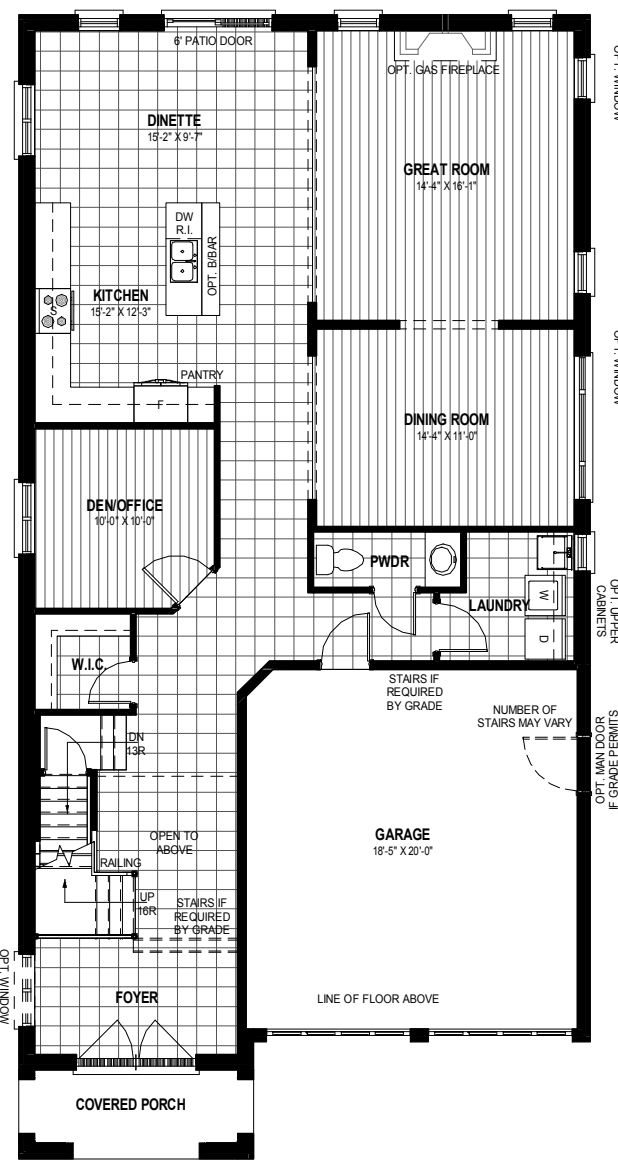 6' PATIO DOOR
OPT. GAS FIREPLACE
OPT. WINDOW
DINETTE
15'-2" X 9'-7"
GREAT ROOM
14'-4" X 16'-1"
DW
R.I.
OPT. B/BAR
KITCHEN
15'-2" X 12'-3"
S
OPT. WINDOW
PANTRY
F
DINING ROOM
14'-4" X 11'-0"
DEN/OFFICE
10'-0" X 10'-0"
PWDR
LAUNDRY
W
D
OPT. UPPER
CABINETS
W.I.C.
STAIRS IF
REQUIRED
BY GRADE
NUMBER OF
STAIRS MAY VARY
OPT. MAN DOOR
IF GRADE PERMITS
DN
13R
OPEN TO
ABOVE
GARAGE
18'-5" X 20'-0"
RAILING
UP
16R
STAIRS IF
REQUIRED
BY GRADE
OPT. WINDOW
FOYER
LINE OF FLOOR ABOVE
COVERED PORCH